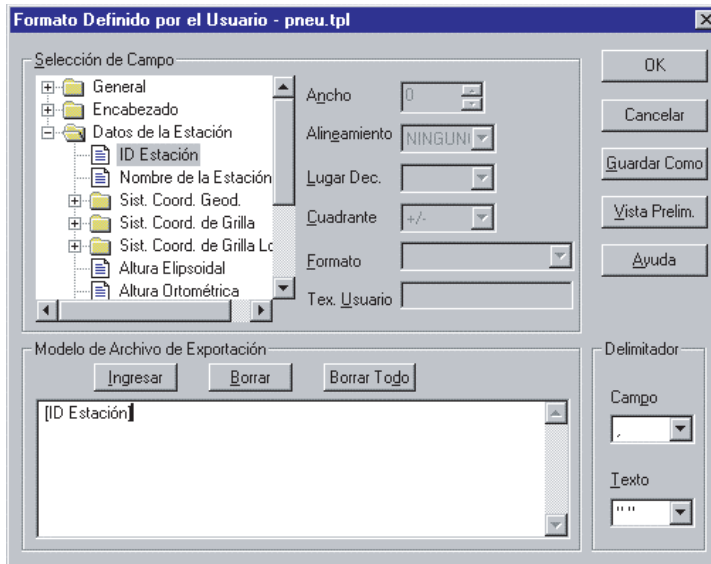 Formato Definido por el Usuario - pneu.tpl
Selección de Campo
General
Encabezado
Datos de la Estación
ID Estación
Nombre de la Estación
Sist. Coord. Geod.
Sist. Coord. de Grilla
Sist. Coord. de Grilla Lo
Altura Elipsoidal
Altura Ortométrica
Ancho 0
Alineamiento NINGUN
Lugar Dec.
Cuadrante +/-
Formato
Tex. Usuario
OK
Cancelar
Guardar Como
Vista Prelim.
Ayuda
Modelo de Archivo de Exportación
Ingresar Borrar Borrar Todo
[ID Estación]
Delimitador
Campo
,
Texto
" "